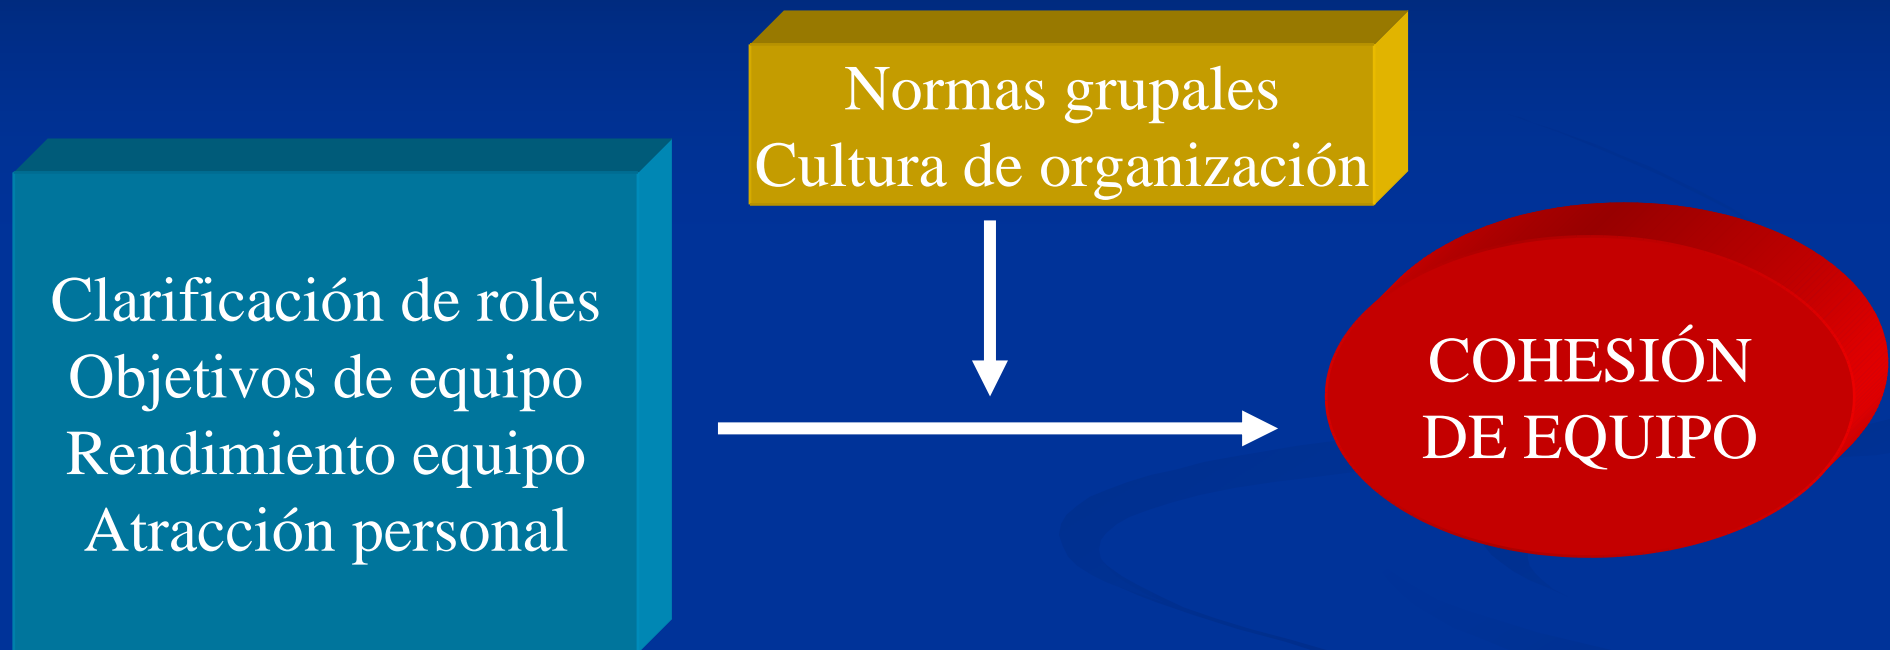 Normas grupales
Cultura de organización
Clarificación de roles
Objetivos de equipo
Rendimiento equipo
Atracción personal
COHESIÓN
DE EQUIPO